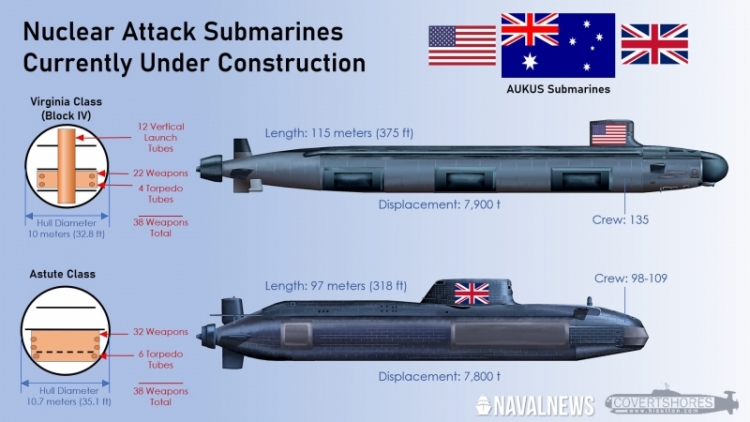 Nuclear Attack Submarines
Currently Under Construction
AUKUS Submarines
Virginia Class
(Block IV)
12 Vertical
Launch
Tubes
22 Weapons
4 Torpedo
Tubes
38 Weapons
Total
Hull Diameter
10 meters (32.8 ft)
Length: 115 meters (375 ft)
Displacement: 7,900 t
Crew: 135
Astute Class
32 Weapons
6 Torpedo
Tubes
38 Weapons
Total
Hull Diameter
10.7 meters (35.1 ft)
Length: 97 meters (318 ft)
Crew: 98-109
Displacement: 7,800 t
NAVALNEWS
COVERTSHORES
www.hisutton.com